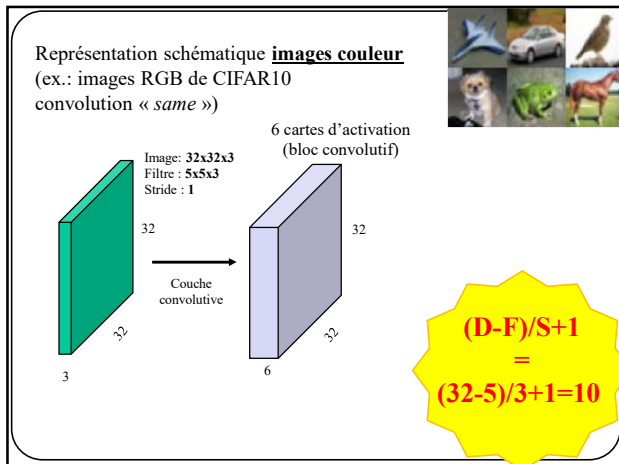 Représentation schématique images couleur
(ex.: images RGB de CIFAR10
convolution « same »)
6 cartes d'activation
(bloc convolutif)
Image: 32x32x3
Filtre : 5x5x3
Stride : 1
32
32
Couche
convolutive
32
32
3
6
(D-F)/S+1
=
(32-5)/3+1=10